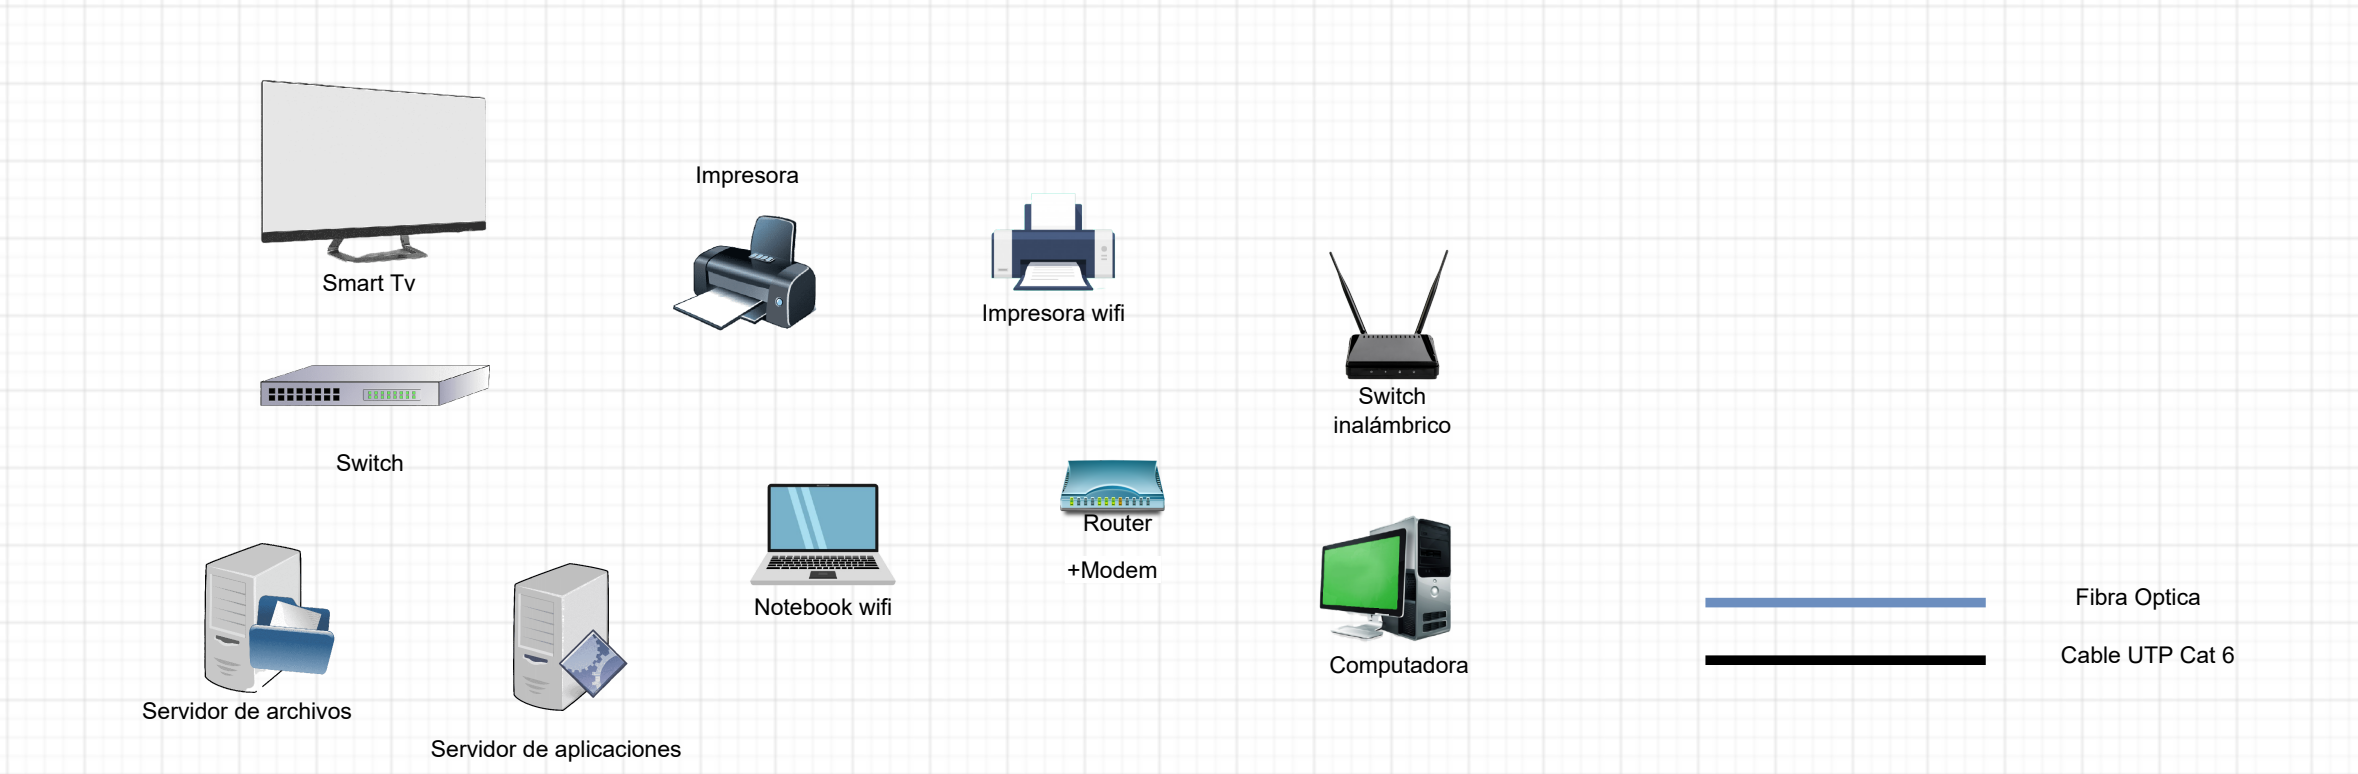 Impresora
Smart Tv
Impresora wifi
Switch
inalámbrico
Switch
Router
+Modem
Notebook wifi
Fibra Optica
Cable UTP Cat 6
Computadora
Servidor de archivos
Servidor de aplicaciones